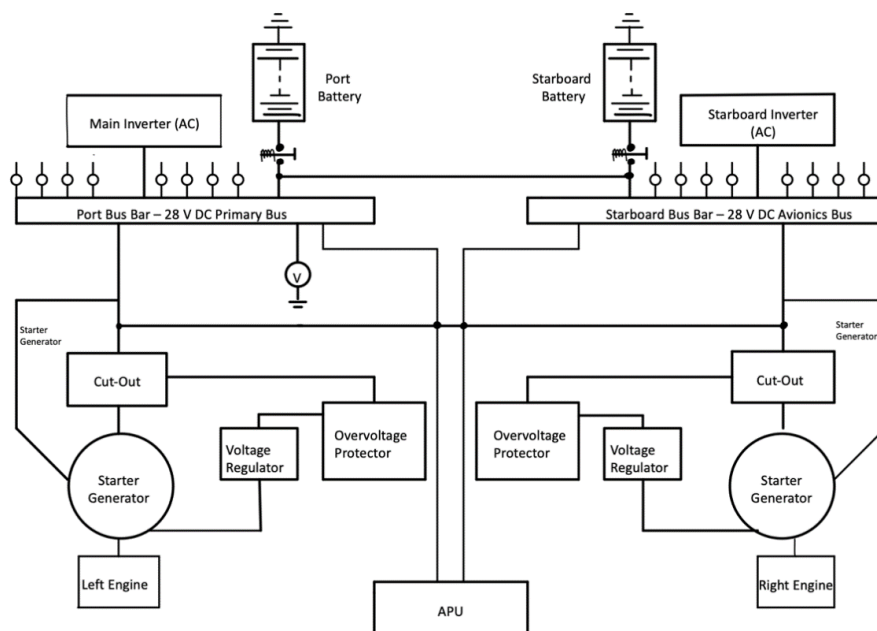 Port
Battery
Starboard
Battery
Main Inverter (AC)
Starboard Inverter
(AC)
Port Bus Bar – 28 V DC Primary Bus
Starboard Bus Bar – 28 V DC Avionics Bus
V
Starter
Generator
Starter
Generator
Cut-Out
Cut-Out
Overvoltage
Protector
Overvoltage
Protector
Voltage
Regulator
Voltage
Regulator
Starter
Generator
Starter
Generator
Left Engine
Right Engine
APU